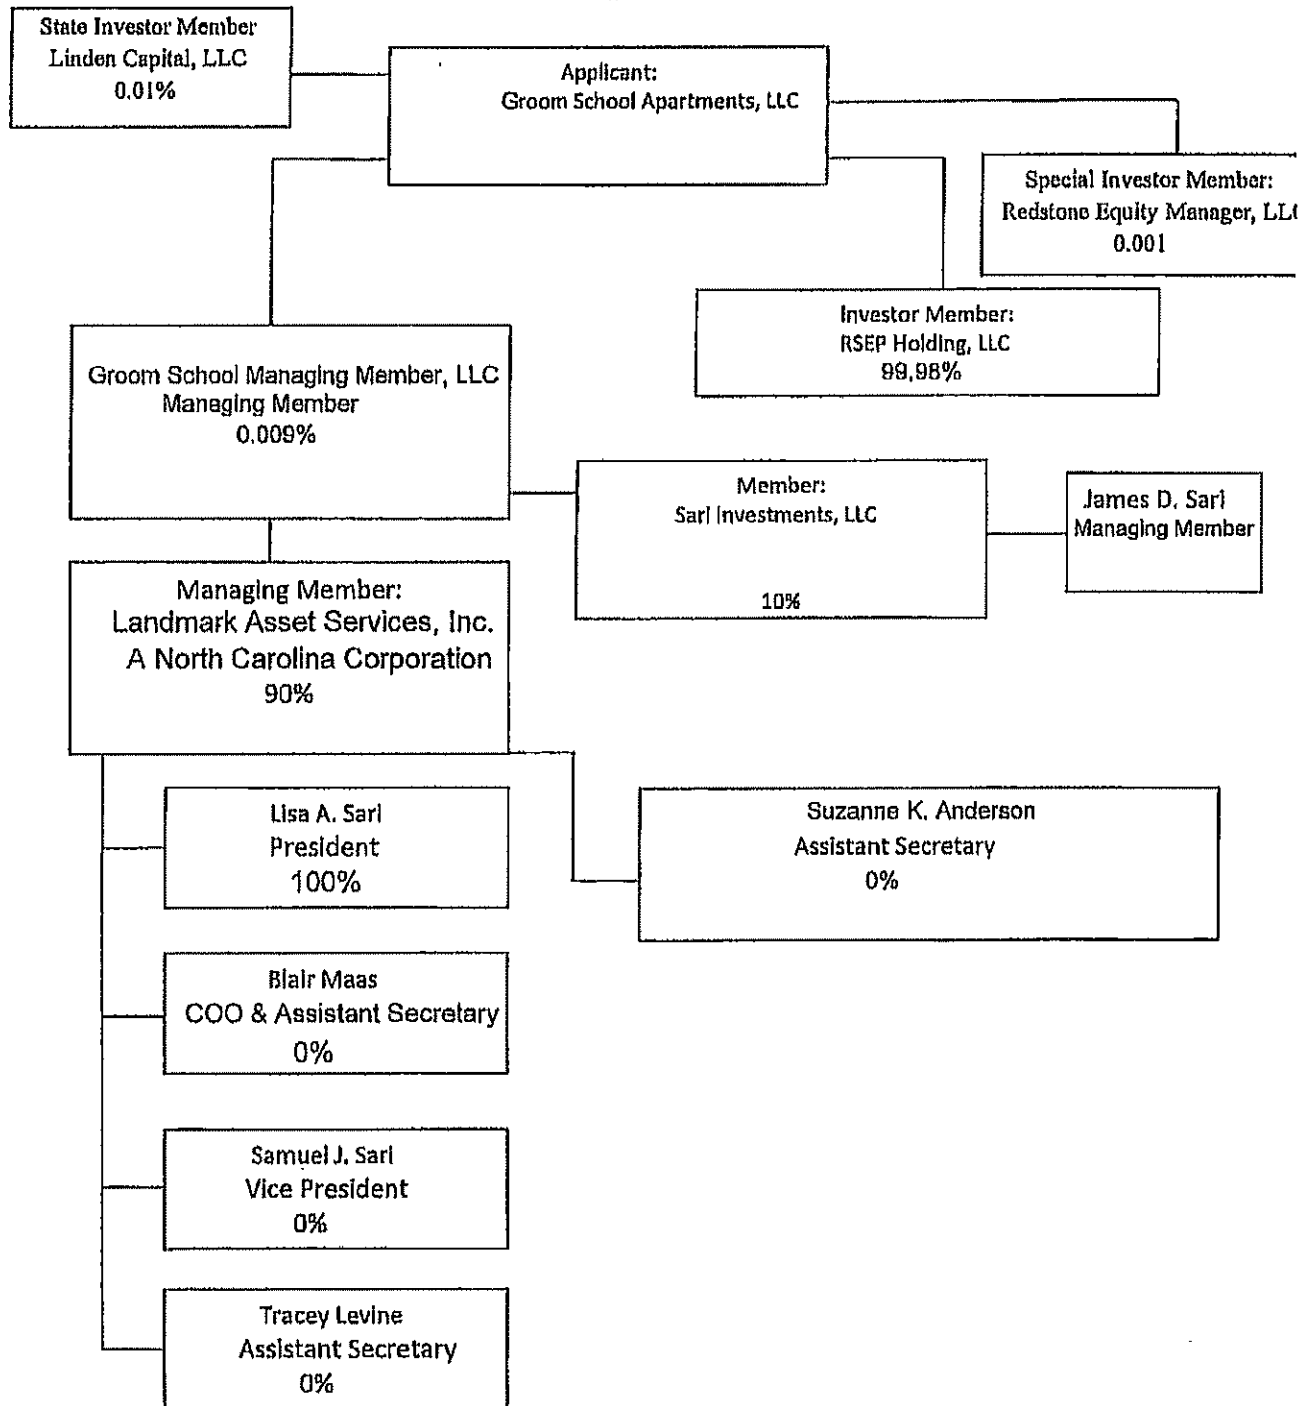 State Investor Member
Linden Capital, LLC
0.01%
Applicant:
Groom School Apartments, LLC
Special Investor Member:
Redstone Equity Manager, LLC
0.001
Investor Member:
RSEP Holding, LLC
99.98%
Groom School Managing Member, LLC
Managing Member
0.009%
Member:
Sari Investments, LLC
10%
James D. Sari
Managing Member
Managing Member:
Landmark Asset Services, Inc.
A North Carolina Corporation
90%
Lisa A. Sari
President
100%
Suzanne K. Anderson
Assistant Secretary
0%
Blair Maas
COO & Assistant Secretary
0%
Samuel J. Sari
Vice President
0%
Tracey Levine
Assistant Secretary
0%